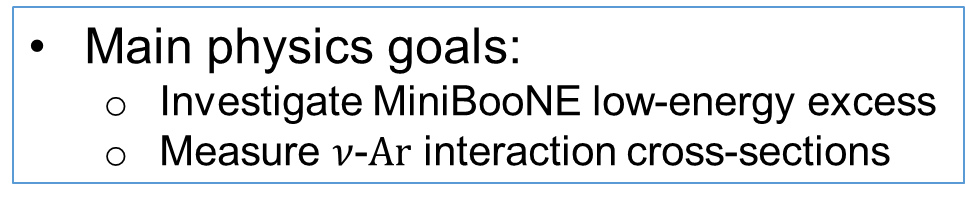 • Main physics goals:
o Investigate MiniBooNE low-energy excess
o Measure 𝜈-Ar interaction cross-sections